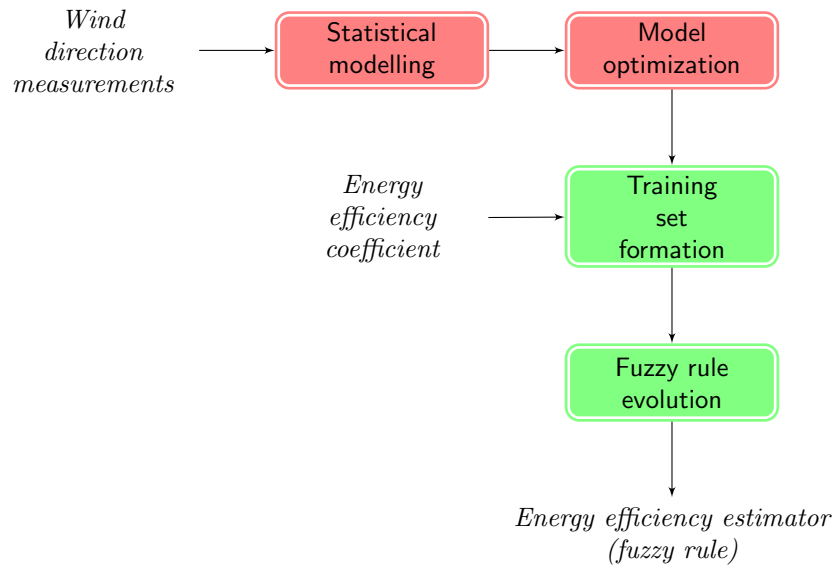 Wind
direction
measurements
Statistical
modelling
Model
optimization
Energy
efficiency
coefficient
Training
set
formation
Fuzzy rule
evolution
Energy efficiency estimator
(fuzzy rule)